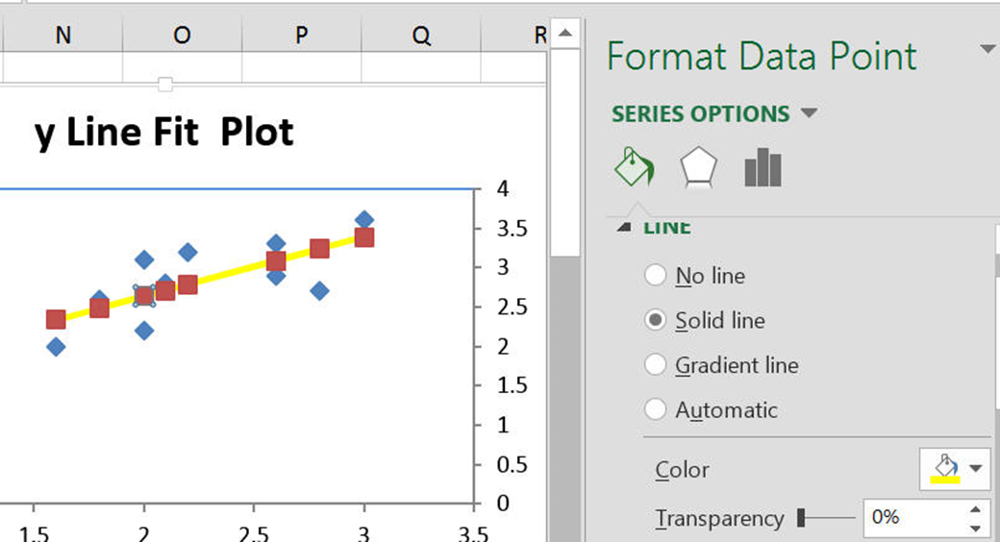 N O P Q R
Format Data Point
SERIES OPTIONS
y Line Fit Plot
LINE
4
3.5
3
2.5
2
1.5
1
0.5
0
1.5 2 2.5 3 3.5
No line
Solid line
Gradient line
Automatic
Color
Transparency 0%